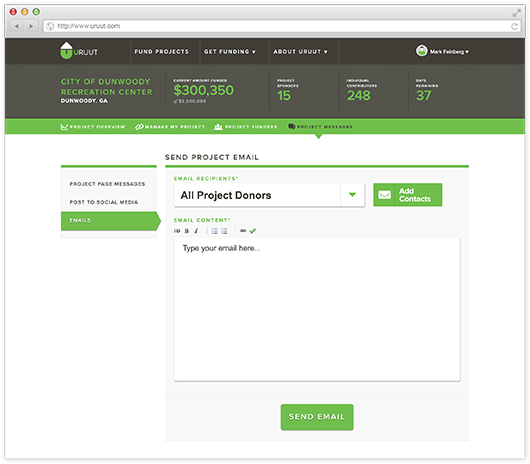 http://www.uruut.com
URUUT
FUND PROJECTS
GET FUNDING ▼
ABOUT URUUT ▼
Mark Feinberg ▼
CITY OF DUNWOODY
RECREATION CENTER
DUNWOODY, GA
CURRENT AMOUNT FUNDED
$300,350
o/ $2,000,000
PROJECT
SPONSORS
15
INDIVIDUAL
CONTRIBUTORS
248
DAYS
REMAINING
37
PROJECT OVERVIEW
MANAGE MY PROJECT
PROJECT FUNDERS
PROJECT MESSAGES
PROJECT PAGE MESSAGES
POST TO SOCIAL MEDIA
EMAILS
SEND PROJECT EMAIL
EMAIL RECIPIENTS*
All Project Donors
Add
Contacts
EMAIL CONTENT*
B I
Type your email here...
SEND EMAIL